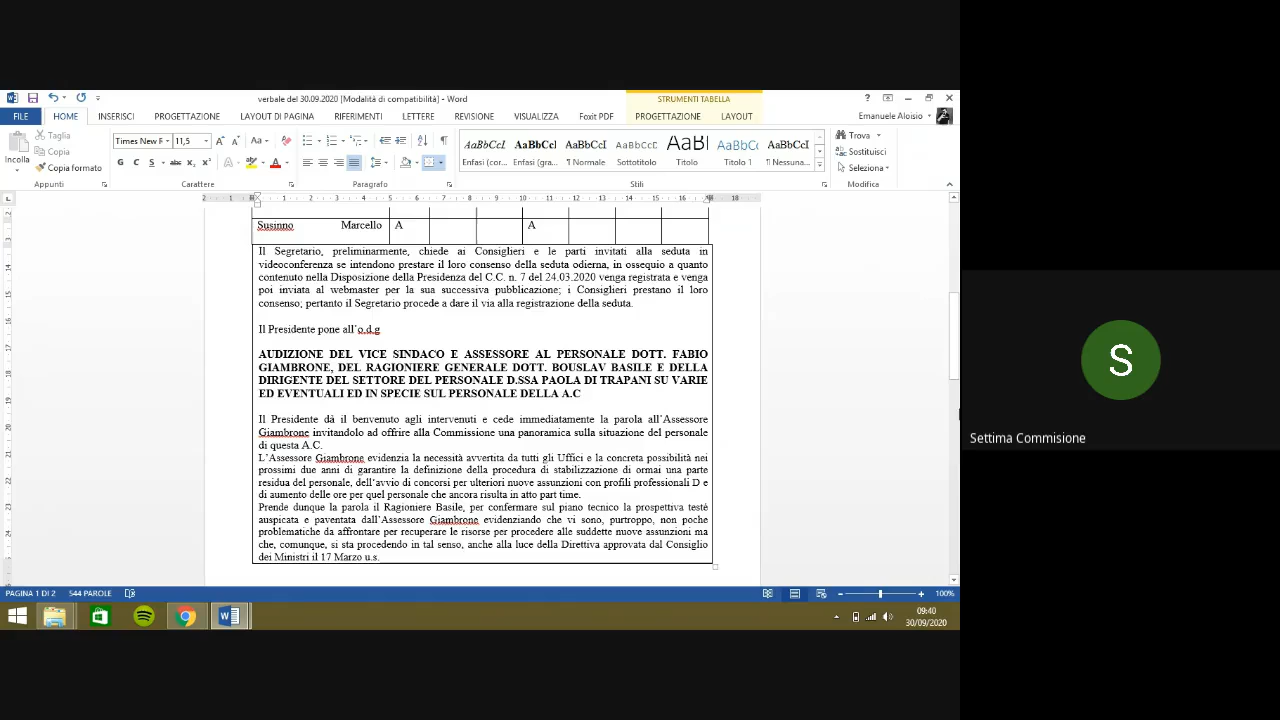 verbale del 30.09.2020 [Modalità di compatibilità] - Word
STRUMENTI TABELLA
FILE HOME INSERISCI PROGETTAZIONE LAYOUT DI PAGINA RIFERIMENTI LETTERE REVISIONE VISUALIZZA Foxit PDF PROGETTAZIONE LAYOUT Emanuele Aloisio
Incolla
Taglia
Copia
Copia formato
Appunti
Times New F 11,5
G C S abc
Carattere
Paragrafo
AaBbCcI AaBbCcI AaBbCcI AaBbCcD AaBl AaBbCc AaBbCcI
Enfasi (cor... Enfasi (gra... ¶ Normale Sottotitolo Titolo Titolo 1 ¶ Nessuna...
Stili
Trova
Sostituisci
Seleziona
Modifica
Susinno Marcello A A
Il Segretario, preliminarmente, chiede ai Consiglieri e le parti invitati alla seduta in
videoconferenza se intendono prestare il loro consenso della seduta odierna, in ossequio a quanto
contenuto nella Disposizione della Presidenza del C.C. n. 7 del 24.03.2020 venga registrata e venga
poi inviata al webmaster per la sua successiva pubblicazione; i Consiglieri prestano il loro
consenso; pertanto il Segretario procede a dare il via alla registrazione della seduta.
Il Presidente pone all'o.d.g
AUDIZIONE DEL VICE SINDACO E ASSESSORE AL PERSONALE DOTT. FABIO
GIAMBRONE, DEL RAGIONIERE GENERALE DOTT. BOUSLAV BASILE E DELLA
DIRIGENTE DEL SETTORE DEL PERSONALE D.SSA PAOLA DI TRAPANI SU VARIE
ED EVENTUALI ED IN SPECIE SUL PERSONALE DELLA A.C
Il Presidente dà il benvenuto agli intervenuti e cede immediatamente la parola all'Assessore
Giambrone invitandolo ad offrire alla Commissione una panoramica sulla situazione del personale
di questa A.C.
L'Assessore Giambrone evidenzia la necessità avvertita da tutti gli Uffici e la concreta possibilità nei
prossimi due anni di garantire la definizione della procedura di stabilizzazione di ormai una parte
residua del personale, dell'avvio di concorsi per ulteriori nuove assunzioni con profili professionali D e
di aumento delle ore per quel personale che ancora risulta in atto part time.
Prende dunque la parola il Ragioniere Basile, per confermare sul piano tecnico la prospettiva testè
auspicata e paventata dall'Assessore Giambrone evidenziando che vi sono, purtroppo, non poche
problematiche da affrontare per recuperare le risorse per procedere alle suddette nuove assunzioni ma
che, comunque, si sta procedendo in tal senso, anche alla luce della Direttiva approvata dal Consiglio
dei Ministri il 17 Marzo u.s.
PAGINA 1 DI 2 544 PAROLE 100%
09:40
30/09/2020
S
Settima Commisione